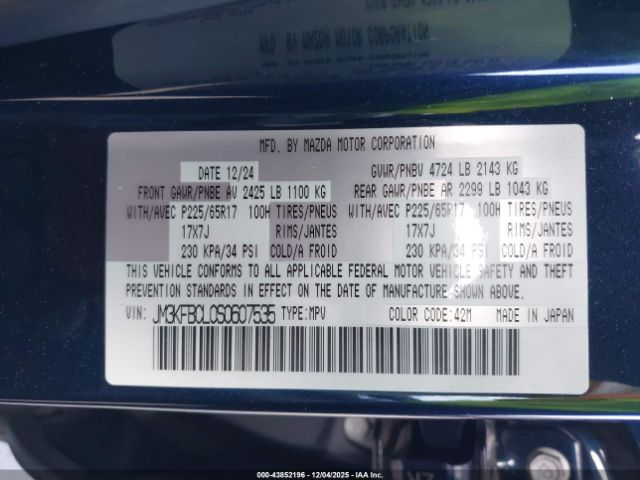 MFD. BY MAZDA MOTOR CORPORATION
DATE 12/24 GVWR/PNBV 4724 LB 2143 KG
FRONT GAWR/PNBE AV 2425 LB 1100 KG REAR GAWR/PNBE AR 2299 LB 1043 KG
WITH/AVEC P225/65R17 100H TIRES/PNEUS WITH/AVEC P225/65R17 100H TIRES/PNEUS
17X7J RIMS/JANTES 17X7J RIMS/JANTES
230 KPA/34 PSI COLD/A FROID 230 KPA/34 PSI COLD/A FROID
THIS VEHICLE CONFORMS TO ALL APPLICABLE FEDERAL MOTOR VEHICLE SAFETY AND THEFT
PREVENTION STANDARDS IN EFFECT ON THE DATE OF MANUFACTURE SHOWN ABOVE.
VIN: JM3KFBCL0S0607535 TYPE:MPV COLOR CODE:42M MADE IN JAPAN
000-43852196 - 12/04/2025 - IAA Inc.